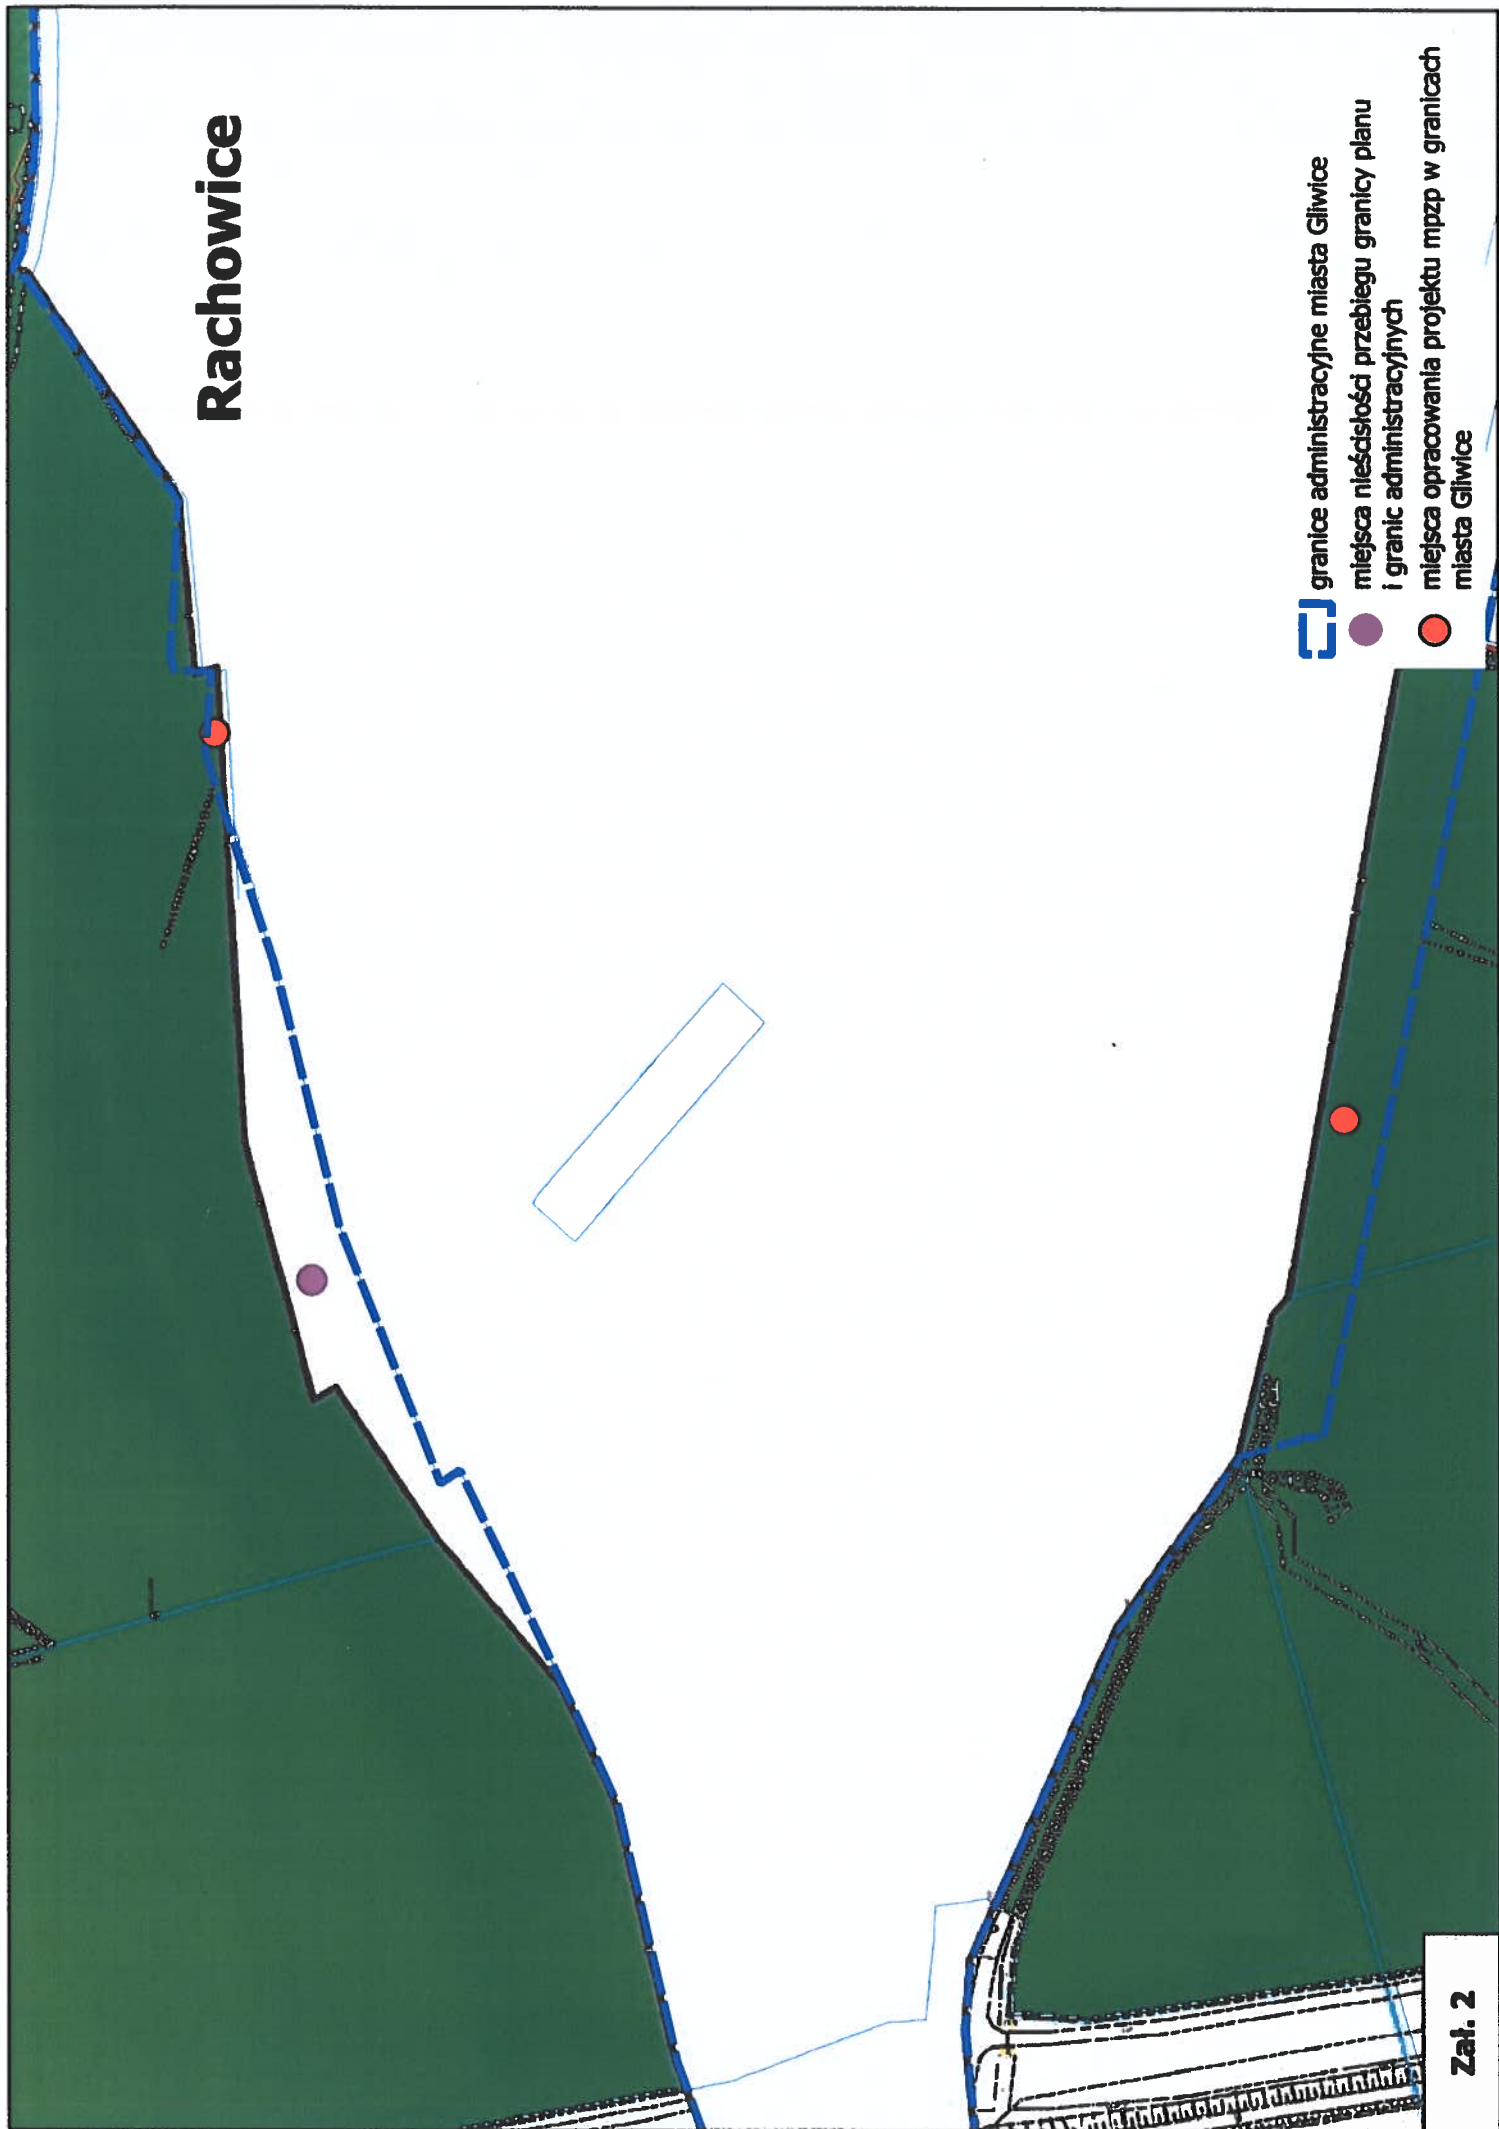 Rachowice
granice administracyjne miasta Gliwice
miejsca nieścisłości przebiegu granicy planu
i granic administracyjnych
miejsca opracowania projektu mpzp w granicach
miasta Gliwice
Zał. 2